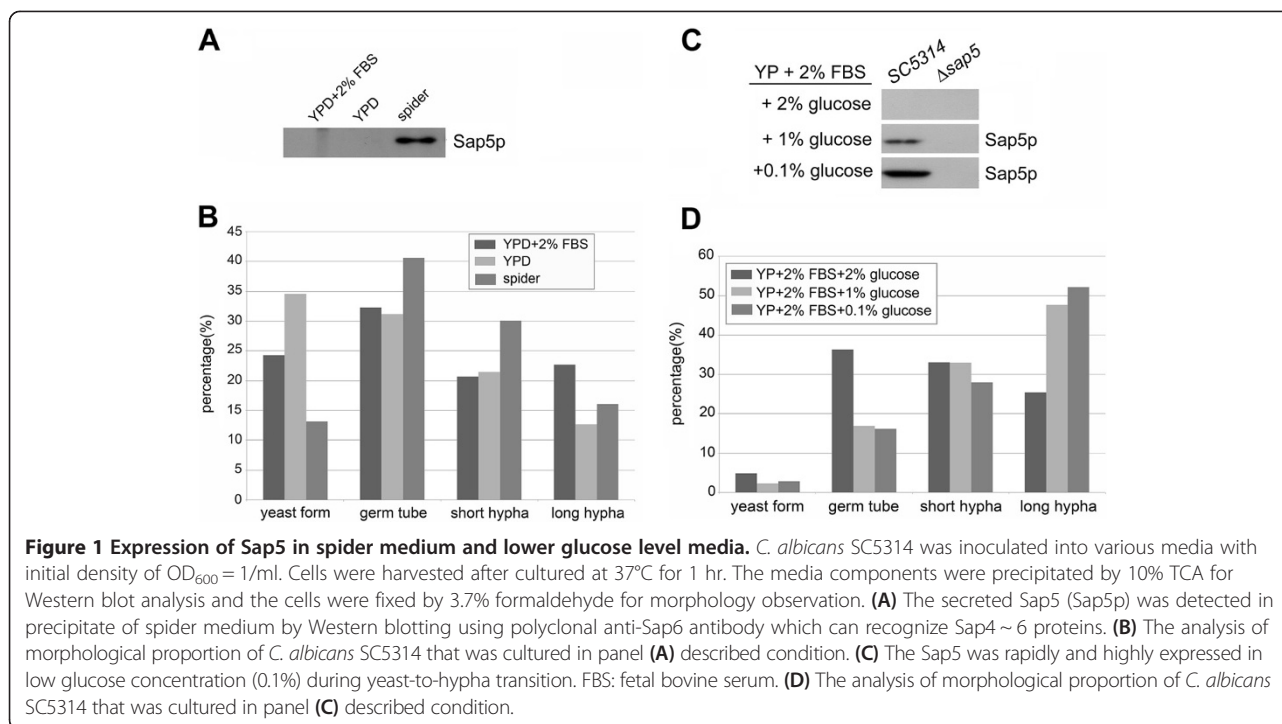 A
YPD+2% FBS
YPD
spider
Sap5p
C
YP + 2% FBS
SC5314
Δsap5
+ 2% glucose
+ 1% glucose
Sap5p
+0.1% glucose
Sap5p
B
percentage(%)
45
40
35
30
25
20
15
10
5
0
YPD+2% FBS
YPD
spider
yeast form
germ tube
short hypha
long hypha
D
percentage(%)
60
50
40
30
20
10
0
YP+2% FBS+2% glucose
YP+2% FBS+1% glucose
YP+2% FBS+0.1% glucose
yeast form
germ tube
short hypha
long hypha
Figure 1 Expression of Sap5 in spider medium and lower glucose level media. C. albicans SC5314 was inoculated into various media with
initial density of OD600 = 1/ml. Cells were harvested after cultured at 37°C for 1 hr. The media components were precipitated by 10% TCA for
Western blot analysis and the cells were fixed by 3.7% formaldehyde for morphology observation. (A) The secreted Sap5 (Sap5p) was detected in
precipitate of spider medium by Western blotting using polyclonal anti-Sap6 antibody which can recognize Sap4 ~ 6 proteins. (B) The analysis of
morphological proportion of C. albicans SC5314 that was cultured in panel (A) described condition. (C) The Sap5 was rapidly and highly expressed in
low glucose concentration (0.1%) during yeast-to-hypha transition. FBS: fetal bovine serum. (D) The analysis of morphological proportion of C. albicans
SC5314 that was cultured in panel (C) described condition.